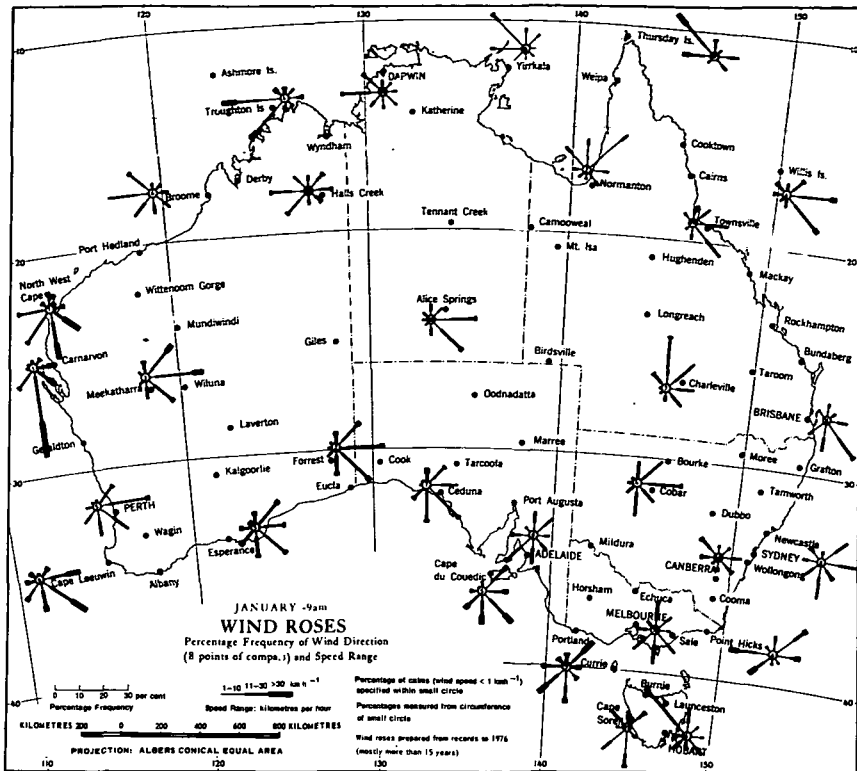 120
130
140
150
10
10
Thursday Is.
Ashmore Is.
DARWIN
Yirrkala
Weipa
Troughton Is
Katherine
Wyndham
Cooktown
Derby
Willis Is.
Broome
Halls Creek
Normanton
Cairns
Tennant Creek
Camooweal
Townsville
Port Hedland
Mt. Isa
20
20
North West
Cape
Wittenoom Gorge
Hughenden
Mackay
Mundiwindi
Alice Springs
Longreach
Rockhampton
Giles
Carnarvon
Birdsville
Bundaberg
Meekatharra
Wiluna
Charleville
Taroom
Oodnadatta
BRISBANE
Laverton
Marree
Geraldton
Forrest
Cook
Tarcoola
Bourke
Moree
Grafton
30
Kalgoorlie
30
Eucla
Ceduna
Cobar
Tamworth
PERTH
Port Augusta
Dubbo
Wagin
Newcastle
Esperance
Mildura
SYDNEY
ADELAIDE
CANBERRA
Wollongong
Cape Leeuwin
Cape
du Couedic
Albany
Horsham
Echuca
Cooma
MELBOURNE
JANUARY -9am
WIND ROSES
Percentage Frequency of Wind Direction
(8 points of compass) and Speed Range
Portland
Sale
Point Hicks
Currie
0 10 20 30 per cent
Percentage Frequency
1-10 11-30 >30 km h -1
Speed Range: kilometres per hour
Percentage of calms (wind speed < 1 kmh-1)
specified within small circle
Percentages measured from circumference
of small circle
Wind roses prepared from records to 1976
(mostly more than 15 years)
Burnie
Launceston
Cape
Sorell
HOBART
40
40
KILOMETRES 200 0 200 400 600 800 KILOMETRES
PROJECTION: ALBERS CONICAL EQUAL AREA
110
120
130
140
150